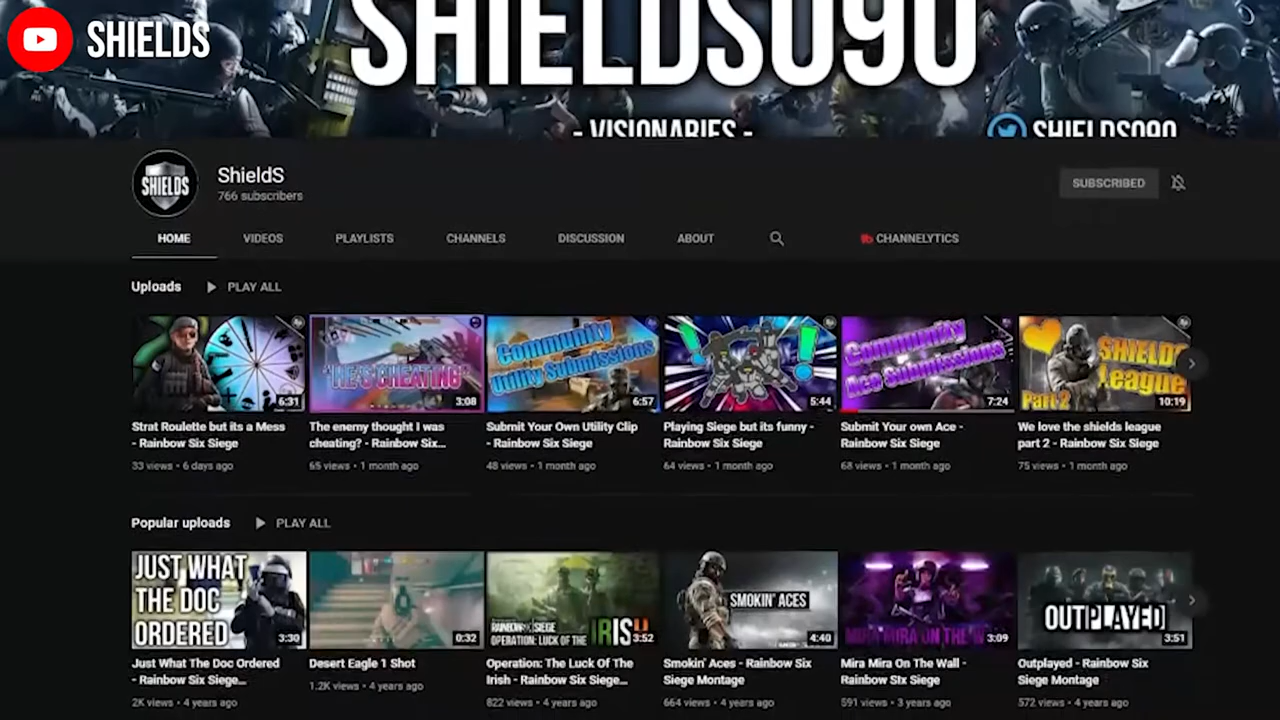 SHIELDS
SHIELDS090
- VISIONARIES -
SHIELDS090
SHIELDS
ShieldS
766 subscribers
SUBSCRIBED
HOME VIDEOS PLAYLISTS CHANNELS DISCUSSION ABOUT CHANNELYTICS
Uploads PLAY ALL
6:31
"HE'S CHEATING"
3:08
Community
Utility Submissions
6:57
5:44
Community
Ace Submissions
7:24
SHIELD
League
Part 2
10:19
Strat Roulette but its a Mess
- Rainbow Six Siege
33 views • 6 days ago
The enemy thought I was
cheating? - Rainbow Six...
65 views • 1 month ago
Submit Your Own Utility Clip
- Rainbow Six Siege
48 views • 1 month ago
Playing Siege but its funny -
Rainbow Six Siege
64 views • 1 month ago
Submit Your own Ace -
Rainbow Six Siege
68 views • 1 month ago
We love the shields league
part 2 - Rainbow Six Siege
75 views • 1 month ago
Popular uploads PLAY ALL
JUST WHAT
THE DOC
ORDERED
3:30
0:32
RAINBOW SIX SIEGE
OPERATION: LUCK OF THE IRISH
3:52
SMOKIN' ACES
4:40
MIRA MIRA ON THE W
3:09
OUTPLAYED
3:51
Just What The Doc Ordered
- Rainbow Six Siege...
2K views • 4 years ago
Desert Eagle 1 Shot
1.2K views • 4 years ago
Operation: The Luck Of The
Irish - Rainbow Six Siege...
822 views • 4 years ago
Smokin' Aces - Rainbow Six
Siege Montage
664 views • 4 years ago
Mira Mira On The Wall -
Rainbow SIx Siege
591 views • 3 years ago
Outplayed - Rainbow Six
Siege Montage
572 views • 4 years ago